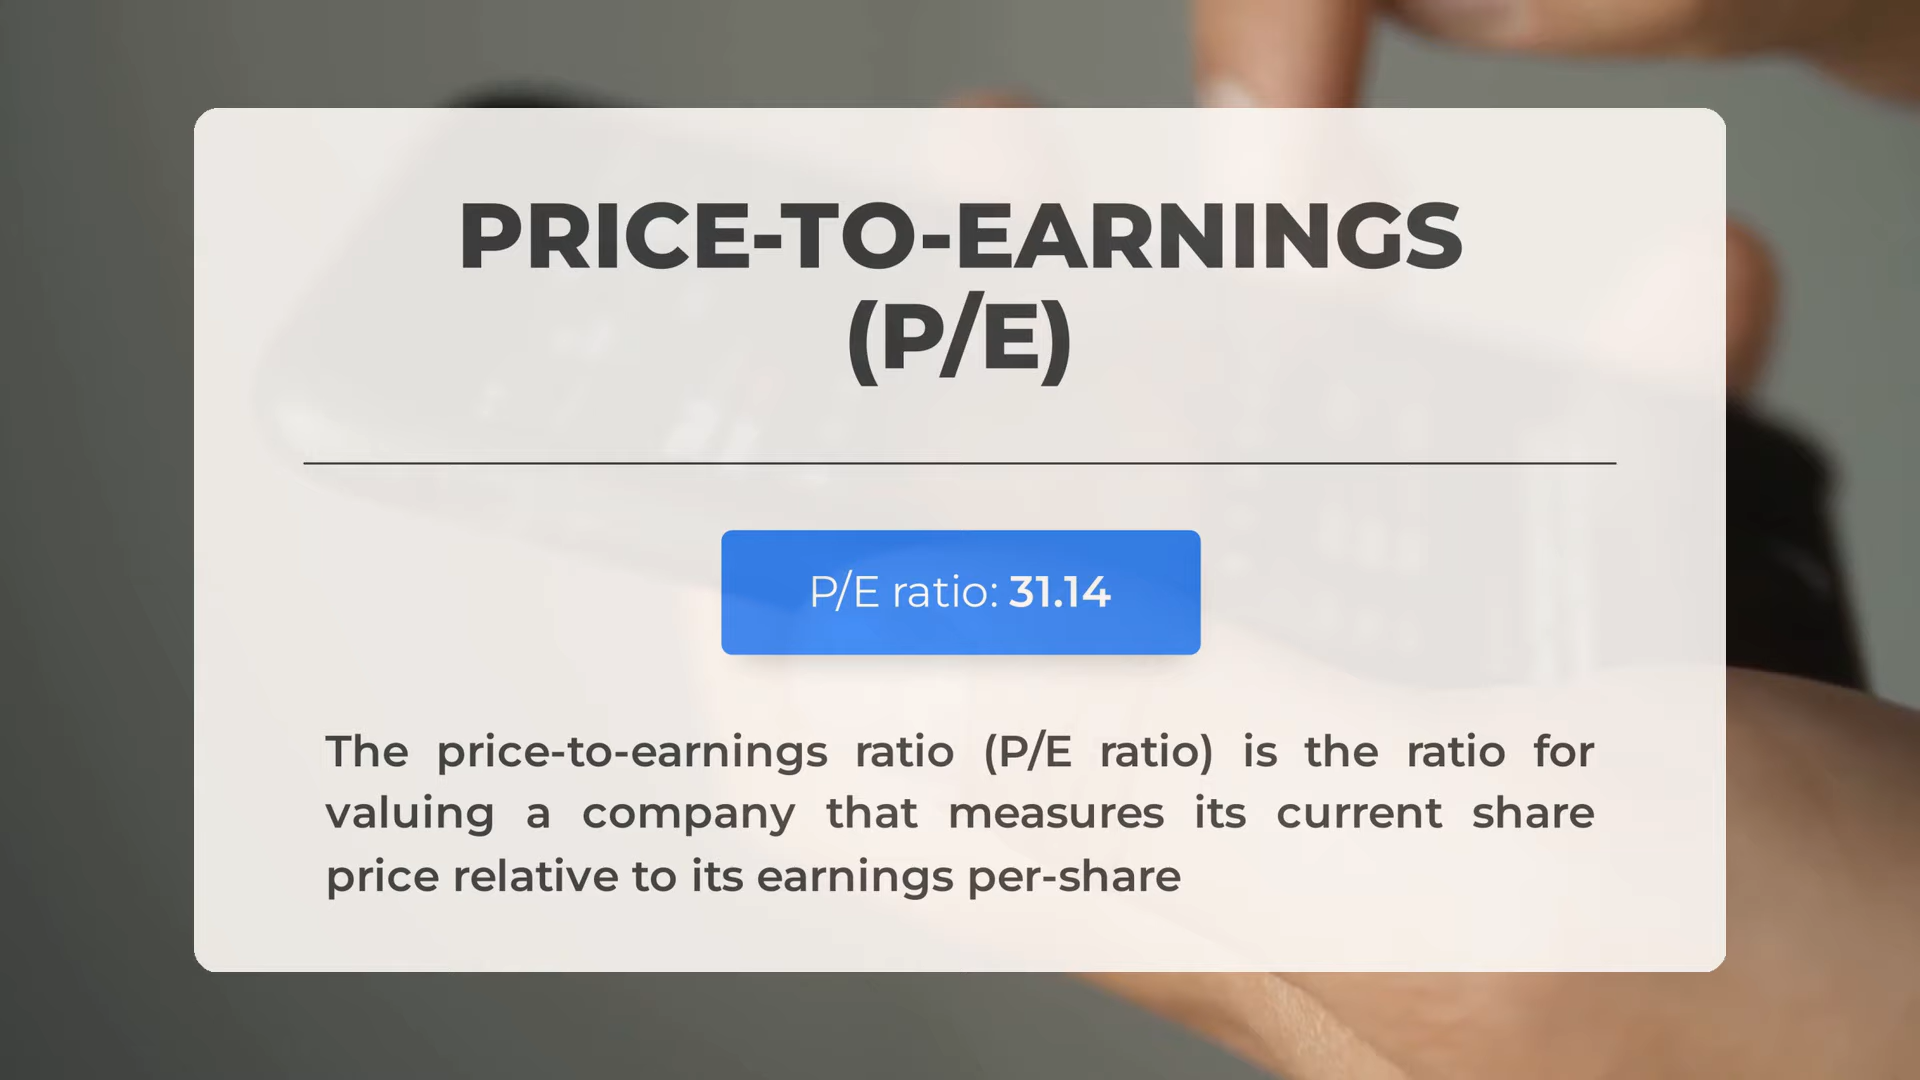 PRICE-TO-EARNINGS
(P/E)
P/E ratio: 31.14
The price-to-earnings ratio (P/E ratio) is the ratio for
valuing a company that measures its current share
price relative to its earnings per-share